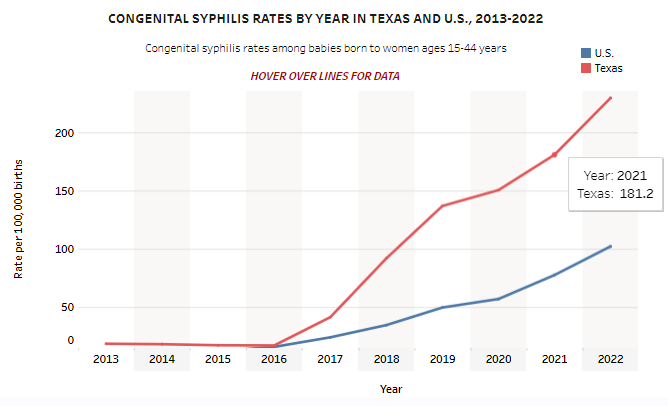 CONGENITAL SYPHILIS RATES BY YEAR IN TEXAS AND U.S., 2013-2022
Congenital syphilis rates among babies born to women ages 15-44 years
HOVER OVER LINES FOR DATA
U.S.
Texas
Rate per 100,000 births
200
150
100
50
0
Year: 2021
Texas: 181.2
2013 2014 2015 2016 2017 2018 2019 2020 2021 2022
Year